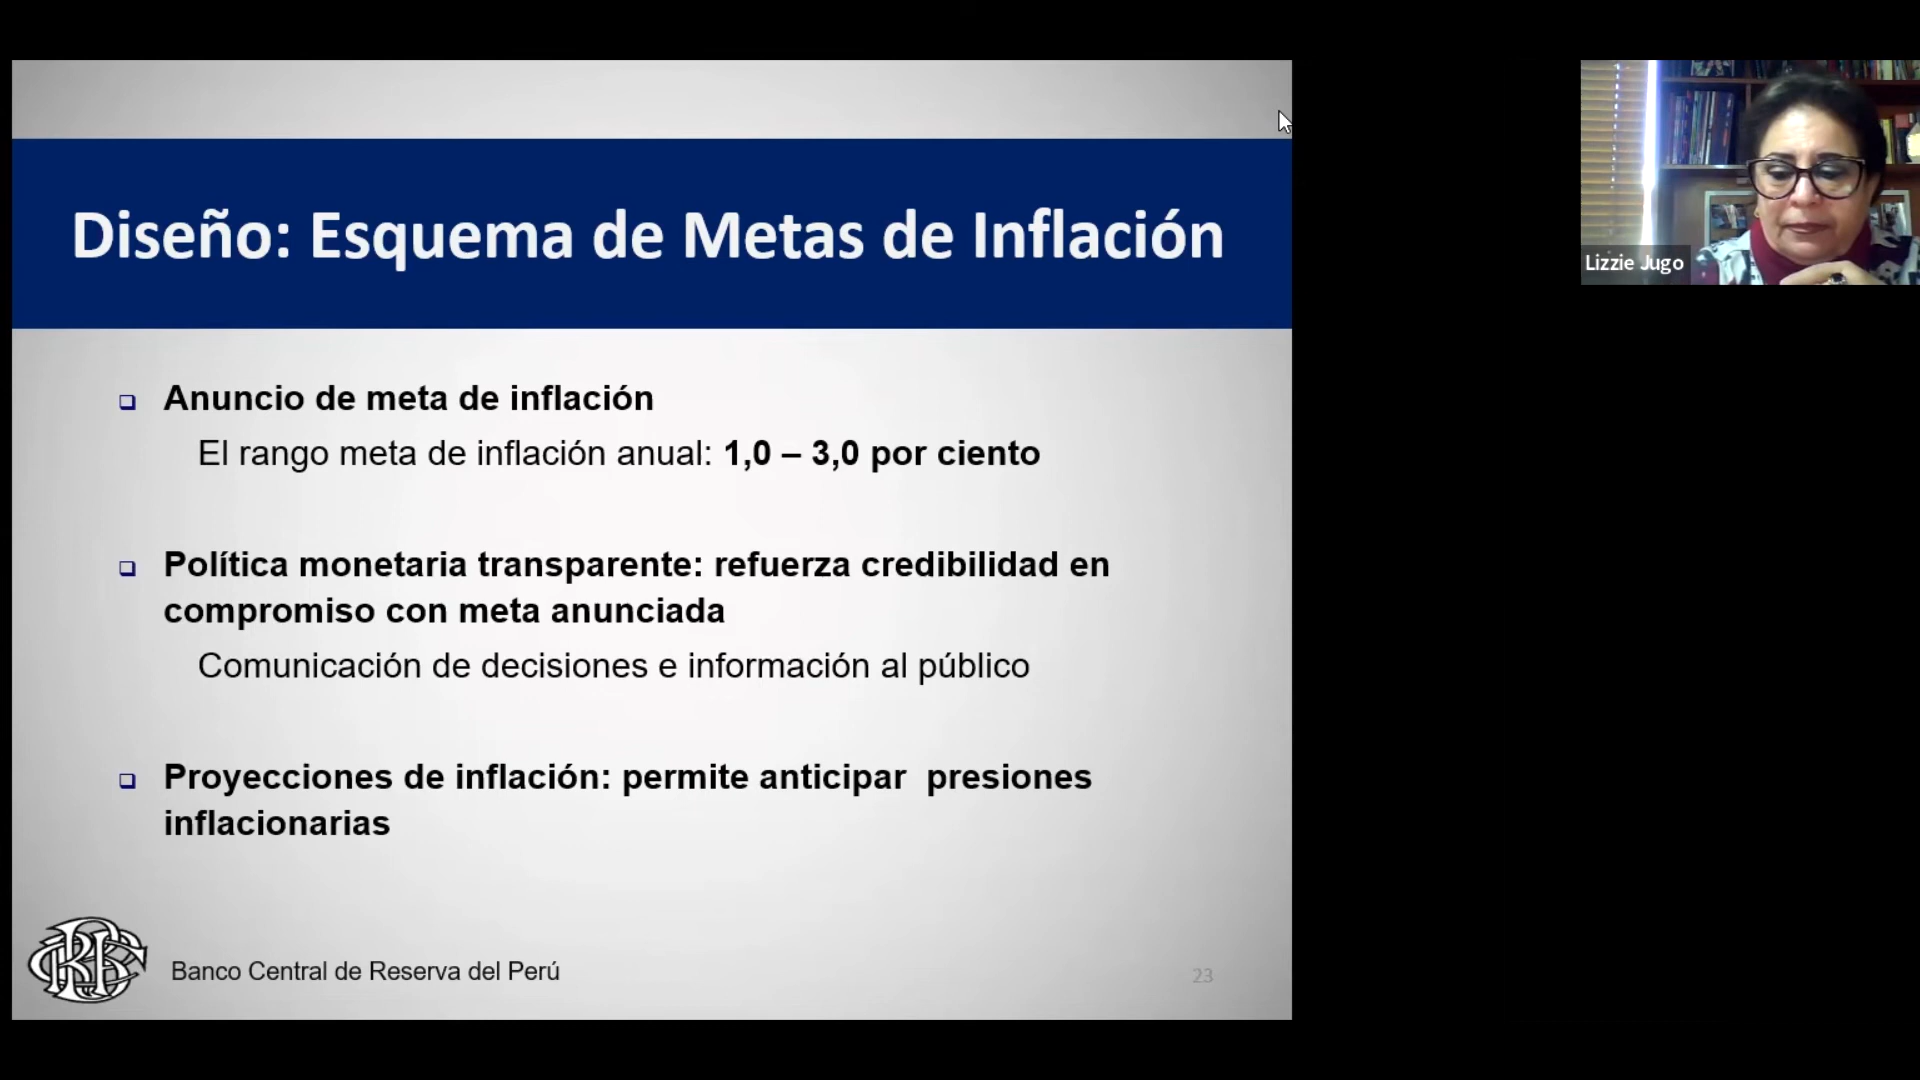 Diseño: Esquema de Metas de Inflación
Anuncio de meta de inflación
El rango meta de inflación anual: 1,0 – 3,0 por ciento
Política monetaria transparente: refuerza credibilidad en
compromiso con meta anunciada
Comunicación de decisiones e información al público
Proyecciones de inflación: permite anticipar  presiones
inflacionarias
Banco Central de Reserva del Perú
23
Lizzie Jugo